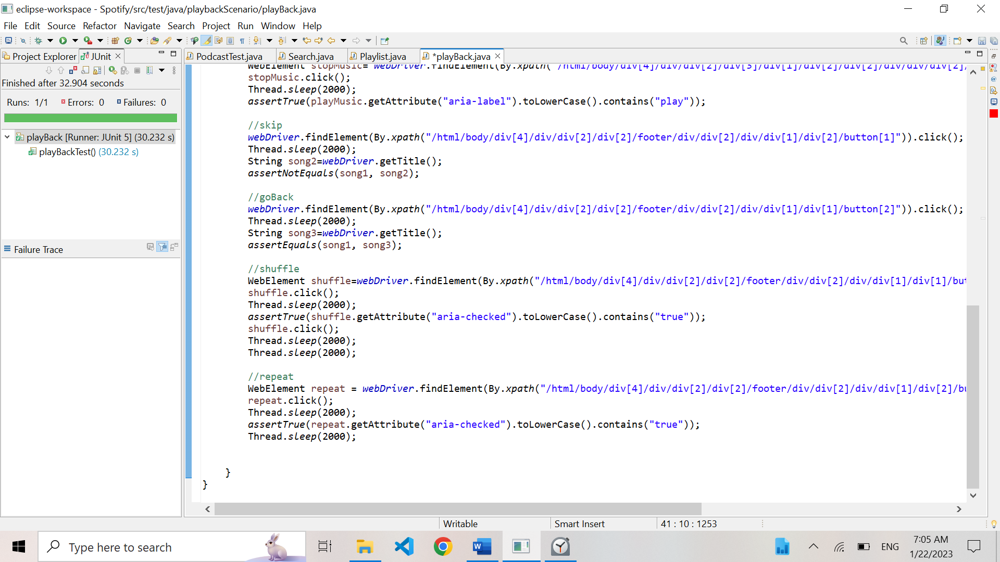 eclipse-workspace - Spotify/src/test/java/playbackScenario/playBack.java
File Edit Source Refactor Navigate Search Project Run Window Help
Project Explorer JUnit
PodcastTest.java Search.java Playlist.java *playBack.java
Finished after 32.904 seconds
Runs: 1/1 Errors: 0 Failures: 0
playBack [Runner: JUnit 5] (30.232 s)
playBackTest() (30.232 s)
Failure Trace
WebElement stopMusic= webDriver.findElement(By.xpath("/html/body/div[4]/div/div[2]/div[3]/div[1]/div[2]/div[2]/div/div/div[2]/
stopMusic.click();
Thread.sleep(2000);
assertTrue(playMusic.getAttribute("aria-label").toLowerCase().contains("play"));
//skip
webDriver.findElement(By.xpath("/html/body/div[4]/div/div[2]/div[2]/footer/div/div[2]/div/div[1]/div[2]/button[1]")).click();
Thread.sleep(2000);
String song2=webDriver.getTitle();
assertNotEquals(song1, song2);
//goBack
webDriver.findElement(By.xpath("/html/body/div[4]/div/div[2]/div[2]/footer/div/div[2]/div/div[1]/div[1]/button[2]")).click();
Thread.sleep(2000);
String song3=webDriver.getTitle();
assertEquals(song1, song3);
//shuffle
WebElement shuffle=webDriver.findElement(By.xpath("/html/body/div[4]/div/div[2]/div[2]/footer/div/div[2]/div/div[1]/div[1]/but
shuffle.click();
Thread.sleep(2000);
assertTrue(shuffle.getAttribute("aria-checked").toLowerCase().contains("true"));
shuffle.click();
Thread.sleep(2000);
Thread.sleep(2000);
//repeat
WebElement repeat = webDriver.findElement(By.xpath("/html/body/div[4]/div/div[2]/div[2]/footer/div/div[2]/div/div[1]/div[2]/bu
repeat.click();
Thread.sleep(2000);
assertTrue(repeat.getAttribute("aria-checked").toLowerCase().contains("true"));
Thread.sleep(2000);
}
}
Writable Smart Insert 41 : 10 : 1253
Type here to search
ENG
7:05 AM
1/22/2023